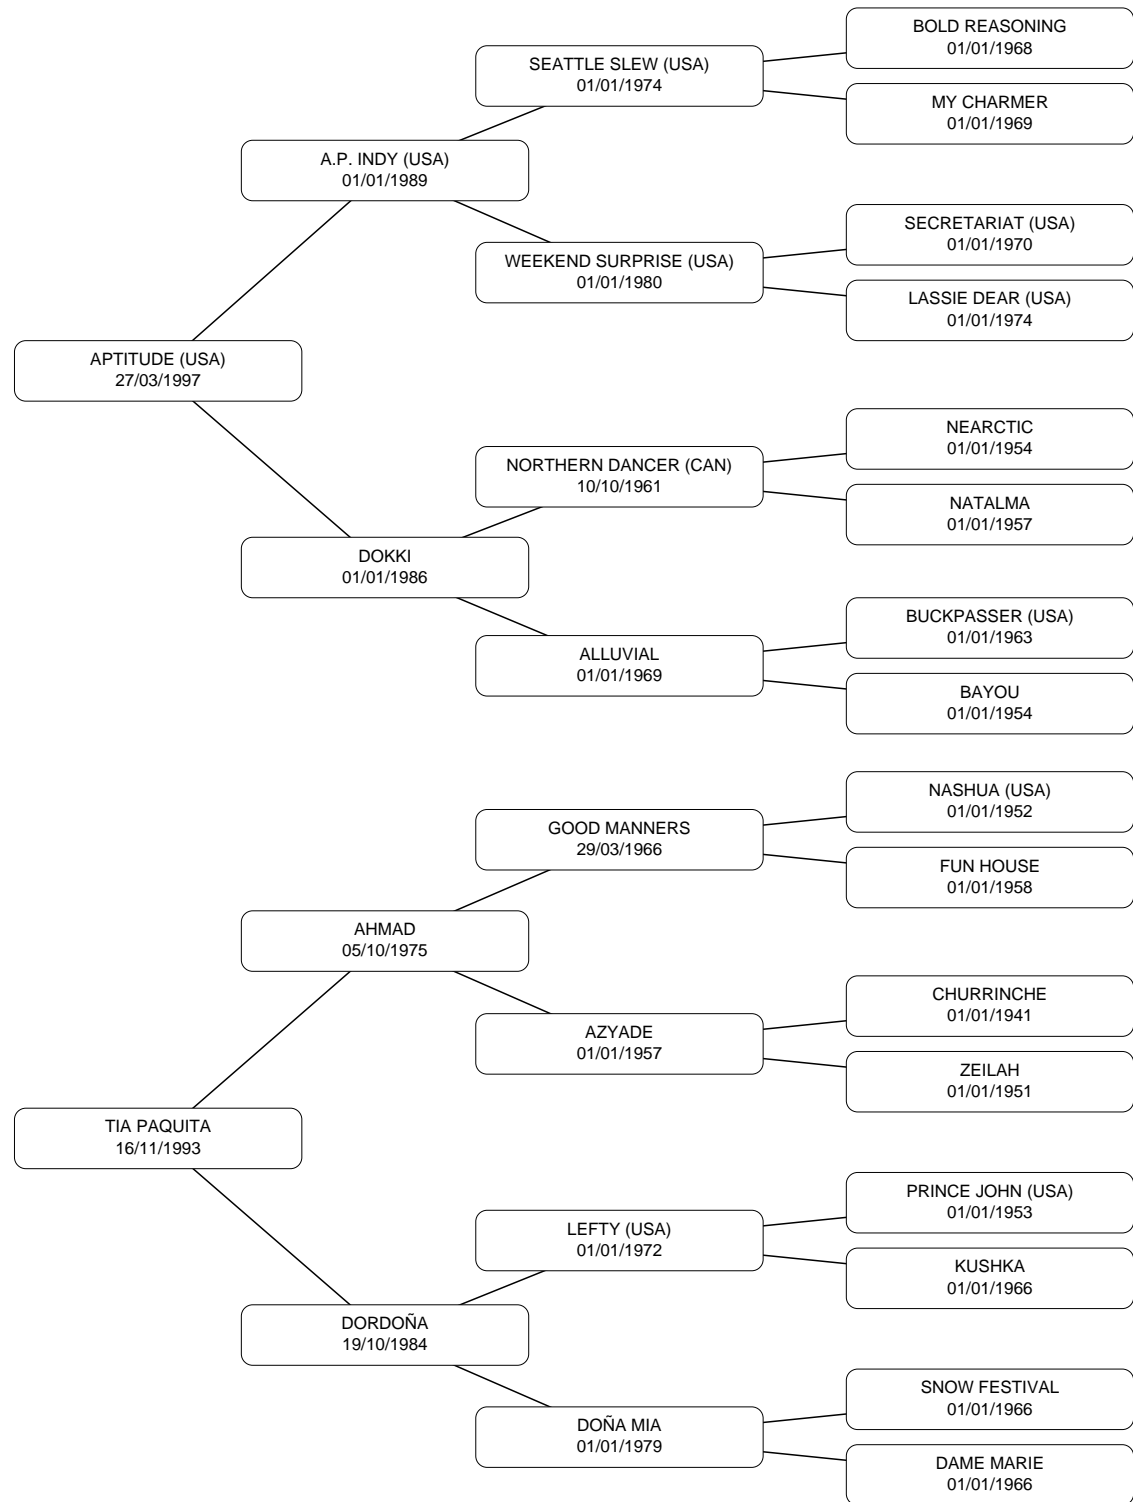 BOLD REASONING
01/01/1968
SEATTLE SLEW (USA)
01/01/1974
MY CHARMER
01/01/1969
A.P. INDY (USA)
01/01/1989
SECRETARIAT (USA)
01/01/1970
WEEKEND SURPRISE (USA)
01/01/1980
LASSIE DEAR (USA)
01/01/1974
APTITUDE (USA)
27/03/1997
NEARCTIC
01/01/1954
NORTHERN DANCER (CAN)
10/10/1961
NATALMA
01/01/1957
DOKKI
01/01/1986
BUCKPASSER (USA)
01/01/1963
ALLUVIAL
01/01/1969
BAYOU
01/01/1954
NASHUA (USA)
01/01/1952
GOOD MANNERS
29/03/1966
FUN HOUSE
01/01/1958
AHMAD
05/10/1975
CHURRINCHE
01/01/1941
AZYADE
01/01/1957
ZEILAH
01/01/1951
TIA PAQUITA
16/11/1993
PRINCE JOHN (USA)
01/01/1953
LEFTY (USA)
01/01/1972
KUSHKA
01/01/1966
DORDOÑA
19/10/1984
SNOW FESTIVAL
01/01/1966
DOÑA MIA
01/01/1979
DAME MARIE
01/01/1966